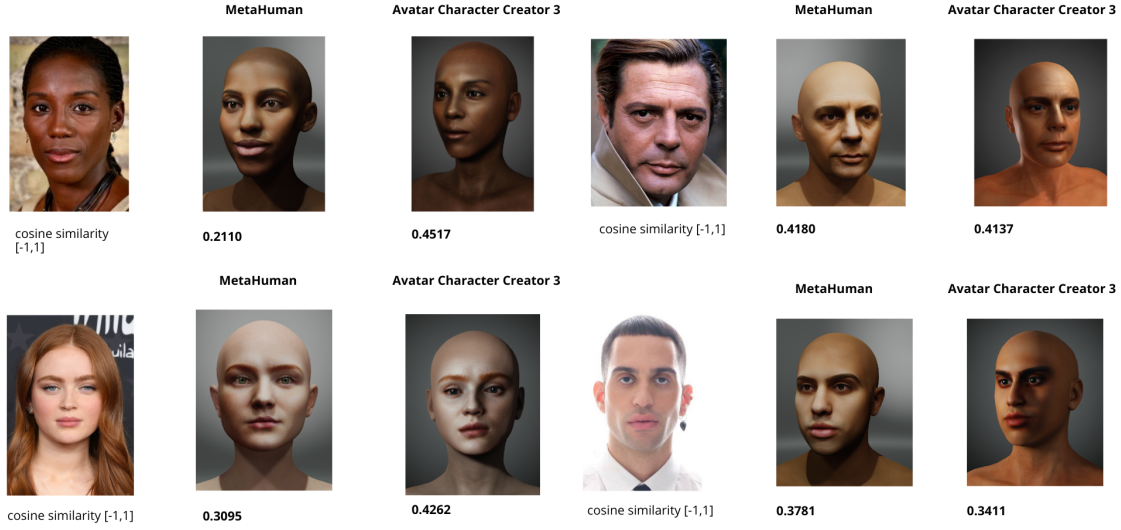 MetaHuman
Avatar Character Creator 3
MetaHuman
Avatar Character Creator 3
cosine similarity
[-1,1]
0.2110
0.4517
cosine similarity [-1,1]
0.4180
0.4137
MetaHuman
Avatar Character Creator 3
MetaHuman
Avatar Character Creator 3
uila
cosine similarity [-1,1]
0.3095
0.4262
cosine similarity [-1,1]
0.3781
0.3411